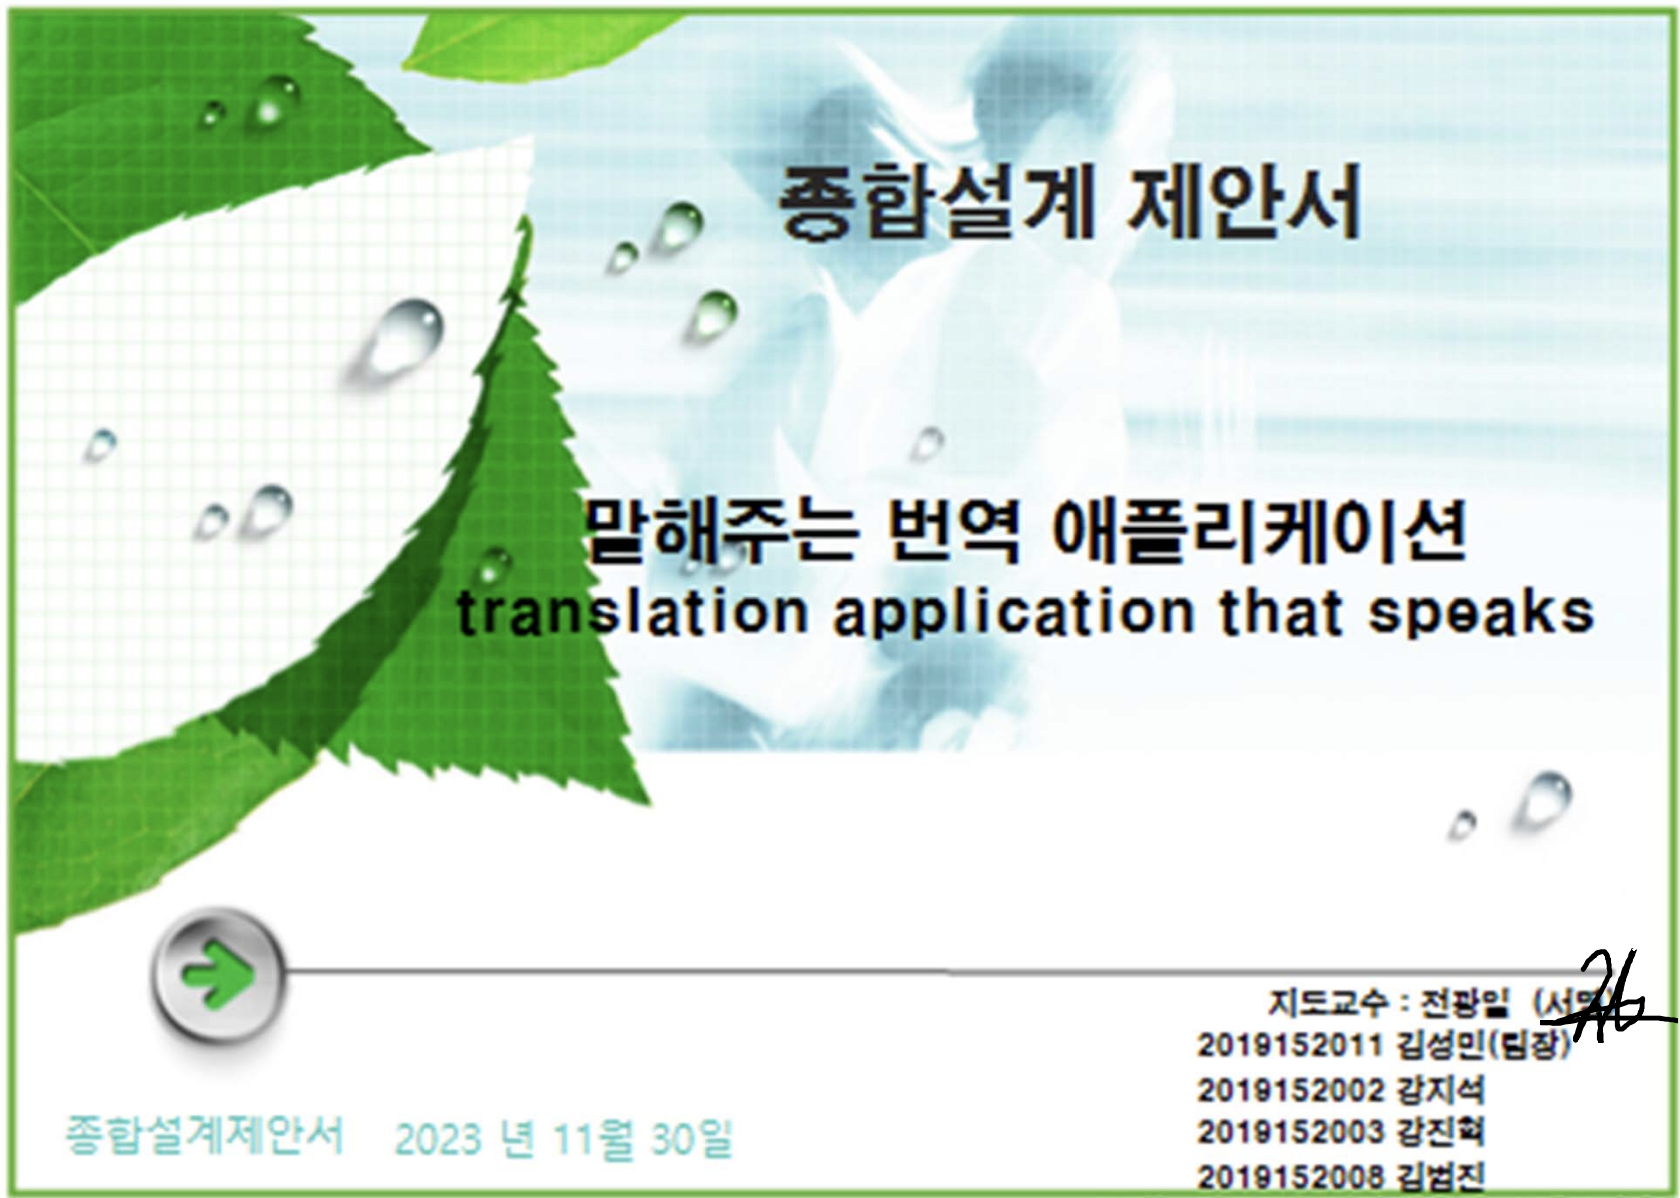 종합설계 제안서
말해주는 번역 애플리케이션
translation application that speaks
지도교수 : 전광일 (서명)
2019152011 김성민(팀장)
2019152002 강지석
2019152003 강진혁
2019152008 김범진
종합설계제안서 2023 년 11월 30일